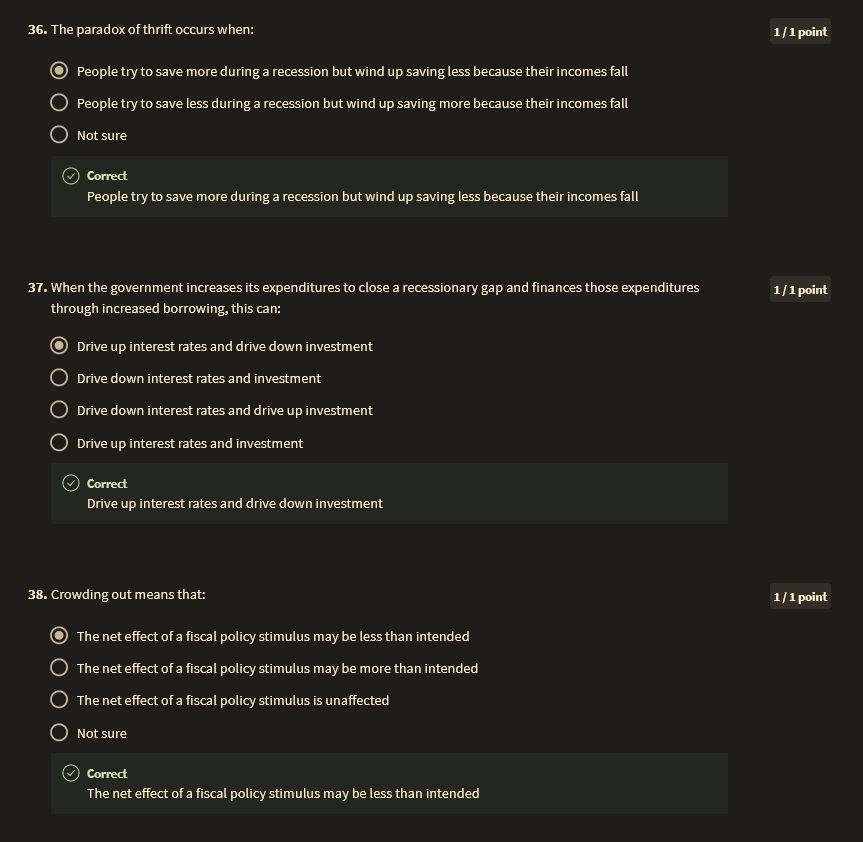 36. The paradox of thrift occurs when:
1 / 1 point
People try to save more during a recession but wind up saving less because their incomes fall
People try to save less during a recession but wind up saving more because their incomes fall
Not sure
Correct
People try to save more during a recession but wind up saving less because their incomes fall
37. When the government increases its expenditures to close a recessionary gap and finances those expenditures
through increased borrowing, this can:
1 / 1 point
Drive up interest rates and drive down investment
Drive down interest rates and investment
Drive down interest rates and drive up investment
Drive up interest rates and investment
Correct
Drive up interest rates and drive down investment
38. Crowding out means that:
1 / 1 point
The net effect of a fiscal policy stimulus may be less than intended
The net effect of a fiscal policy stimulus may be more than intended
The net effect of a fiscal policy stimulus is unaffected
Not sure
Correct
The net effect of a fiscal policy stimulus may be less than intended